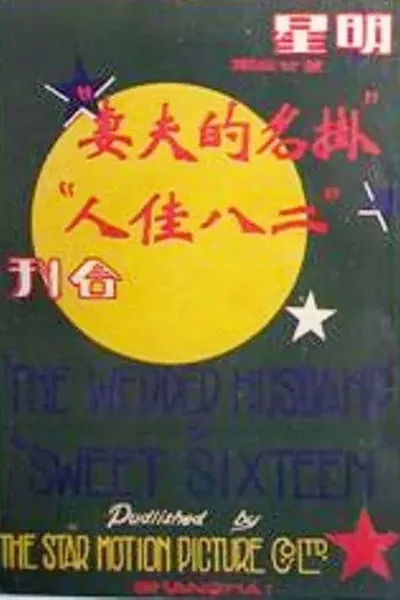 明星
"掛名的夫妻"
"二八佳人"
合刊
"THE WEDDED HUSBAND"
&
"SWEET SIXTEEN"
Pudlished by
THE STAR MOTION PICTURE Co LTD
SHANGHAI